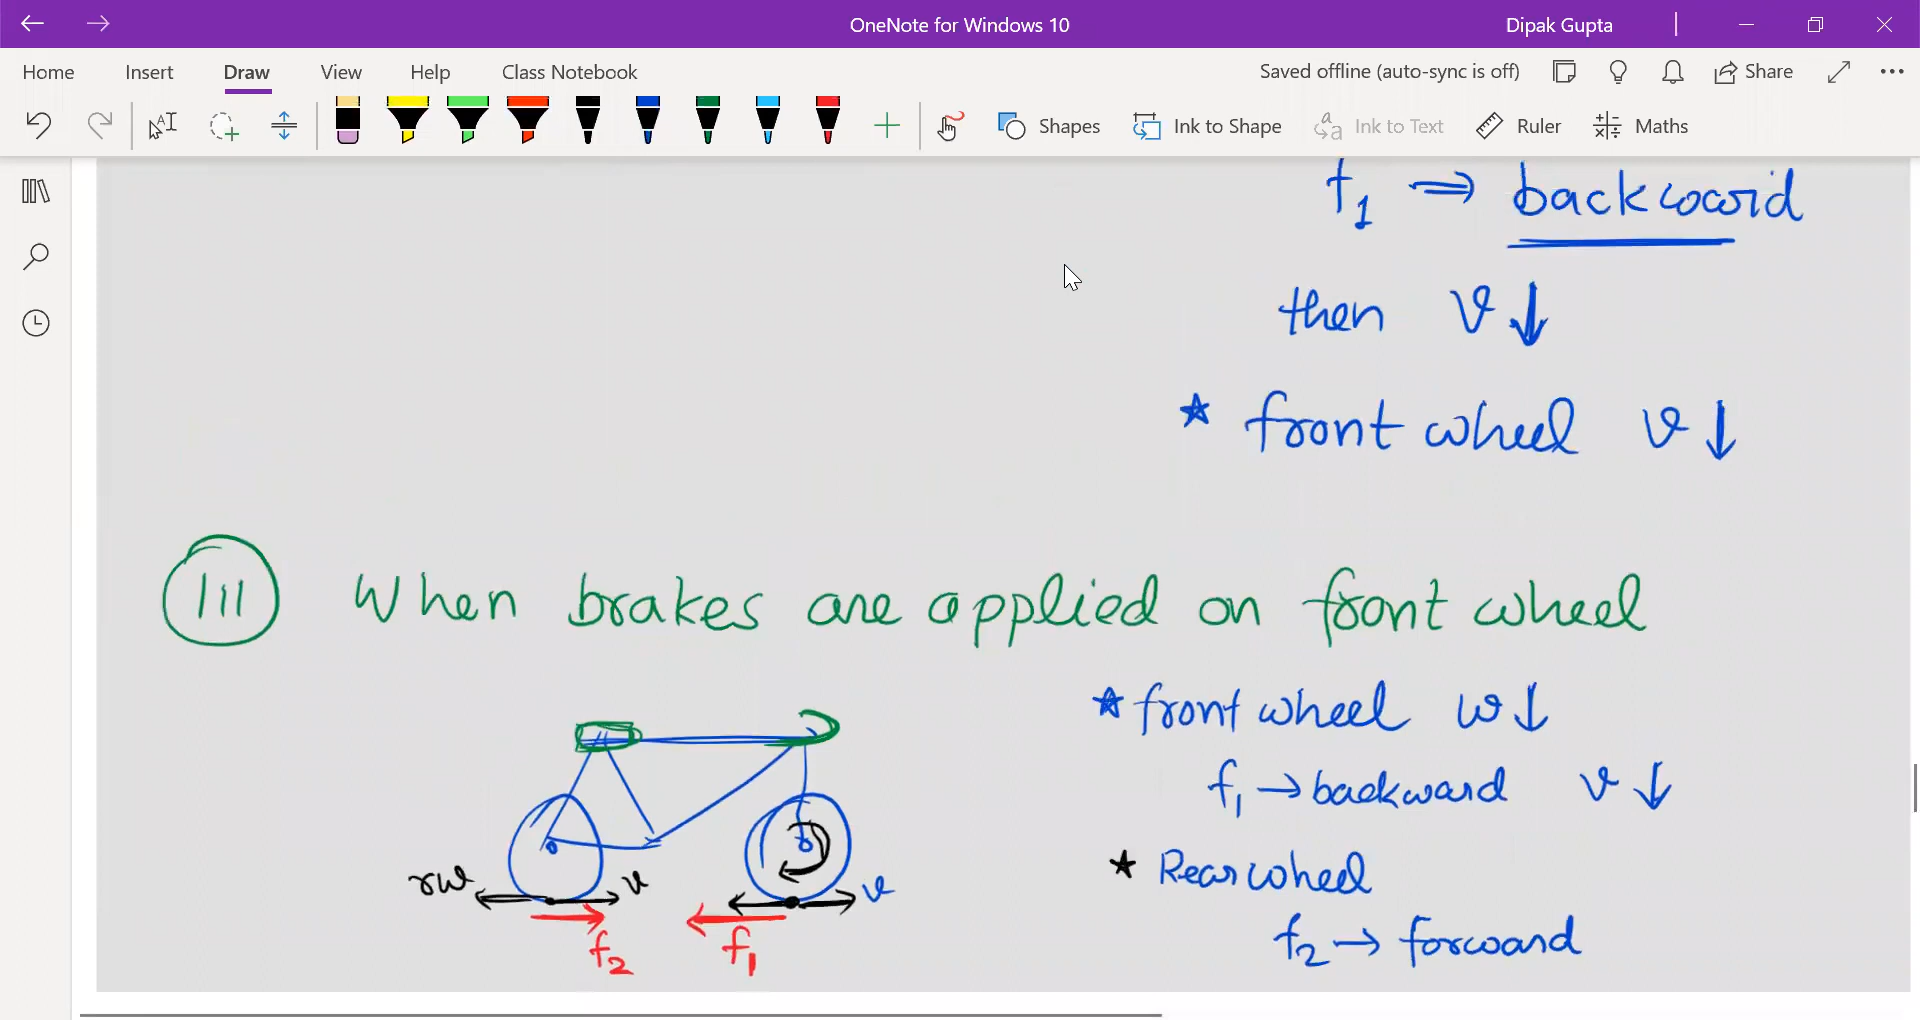 OneNote for Windows 10
Dipak Gupta
Home Insert Draw View Help Class Notebook
Saved offline (auto-sync is off) Share
Shapes Ink to Shape Ink to Text Ruler Maths
f₁ ⇒ backward
then v↓
★ front wheel v↓
III When brakes are applied on front wheel
★ front wheel ω↓
f₁ → backward v↓
★ Rear wheel
f₂ → forward
rω v v
f₂ f₁